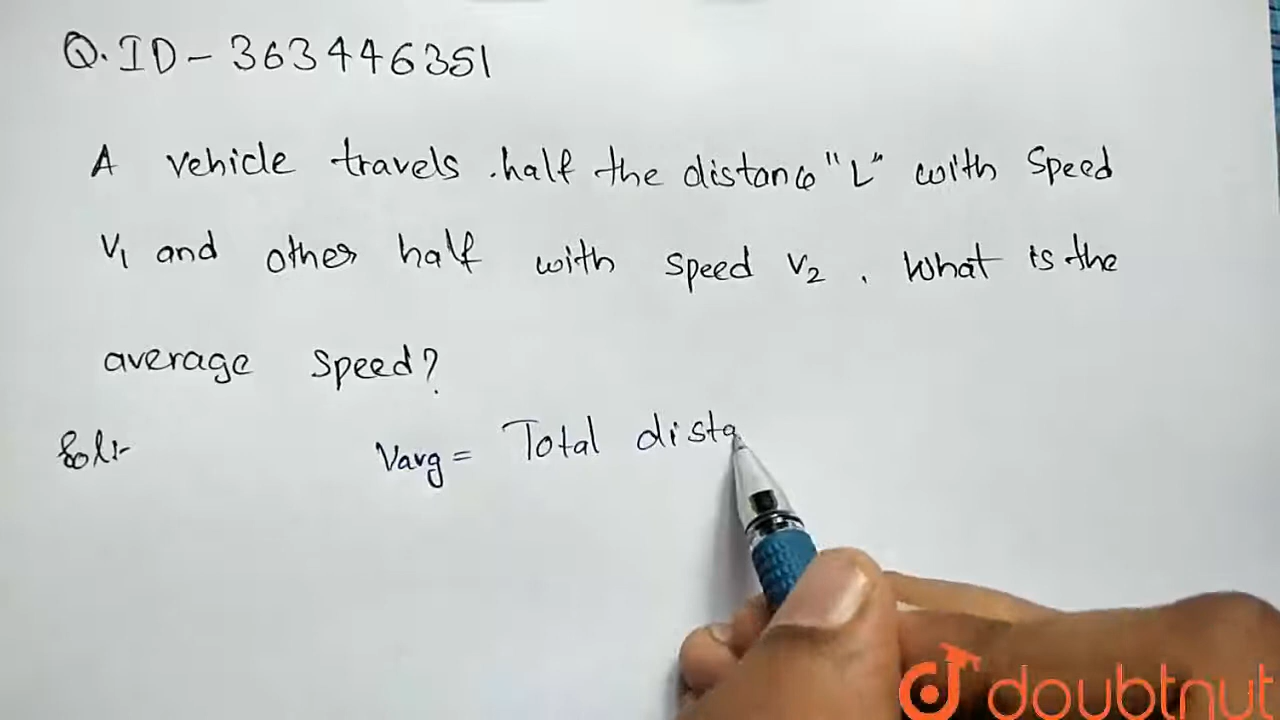 Q.ID - 363446351
A vehicle travels .half the distance "L" with Speed
V1 and other half with speed V2 . What is the
average Speed?
Sol:-
Varg = Total dista
doubtnut